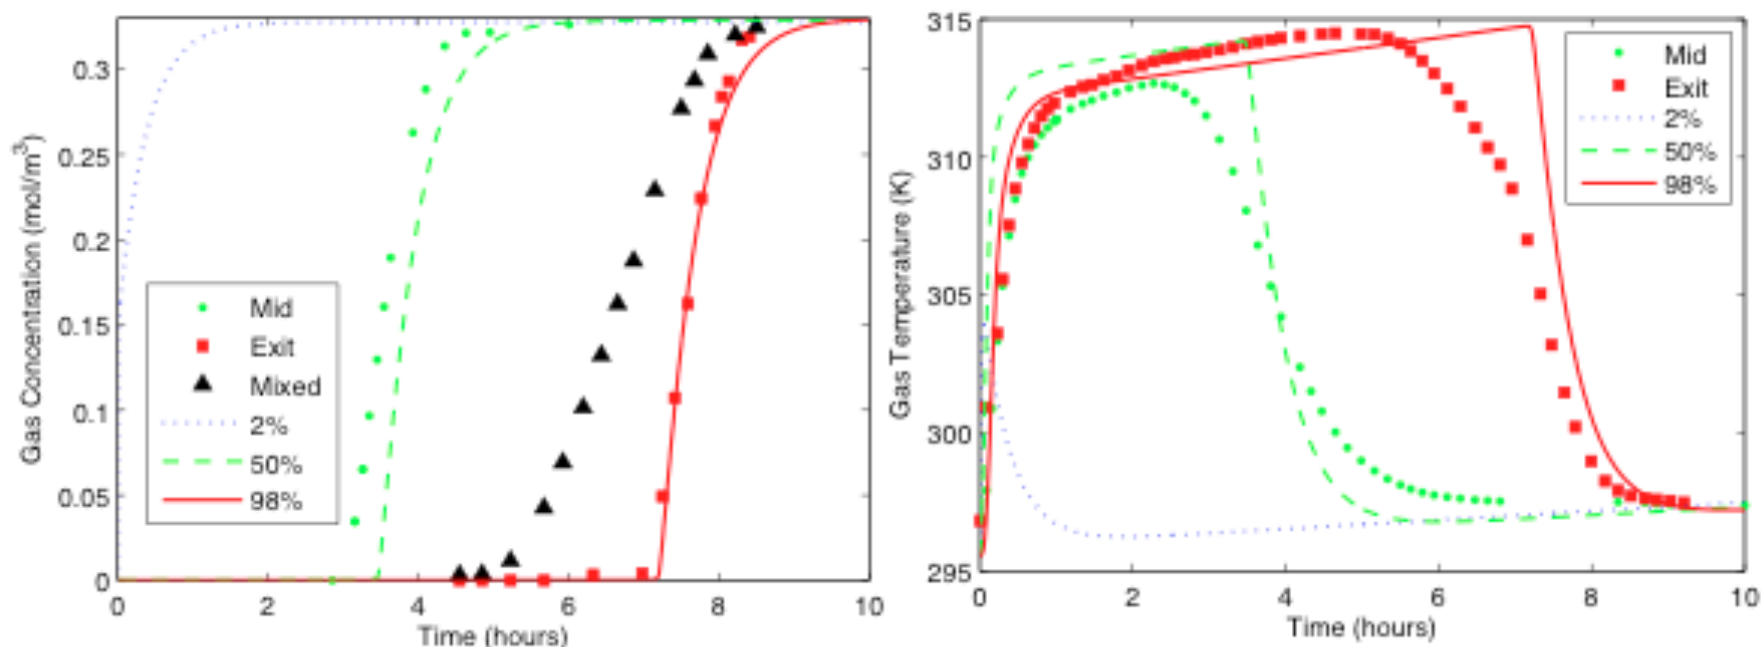 0.3
0.25
0.2
0.15
0.1
0.05
0
Gas Concentration (mol/m³)
Mid
Exit
Mixed
2%
50%
98%
0 2 4 6 8 10
Time (hours)
315
310
305
300
295
Gas Temperature (K)
Mid
Exit
2%
50%
98%
0 2 4 6 8 10
Time (hours)